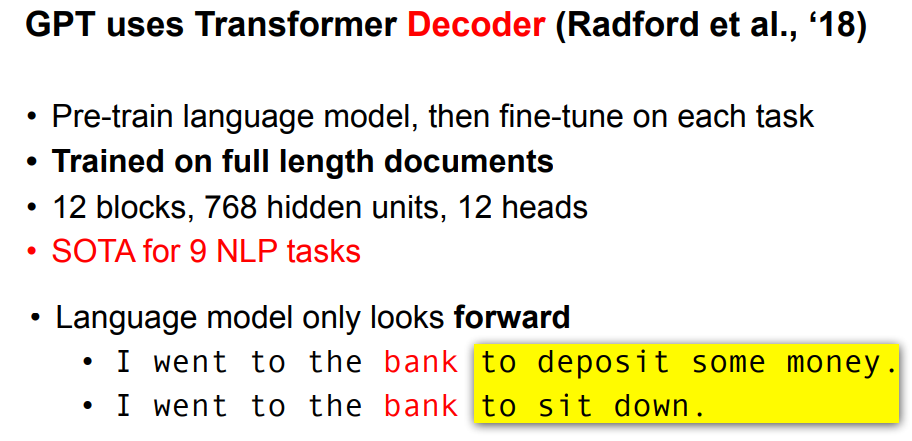 GPT uses Transformer Decoder (Radford et al., ‘18)
• Pre-train language model, then fine-tune on each task
• Trained on full length documents
• 12 blocks, 768 hidden units, 12 heads
• SOTA for 9 NLP tasks
• Language model only looks forward
• I went to the bank to deposit some money.
• I went to the bank to sit down.